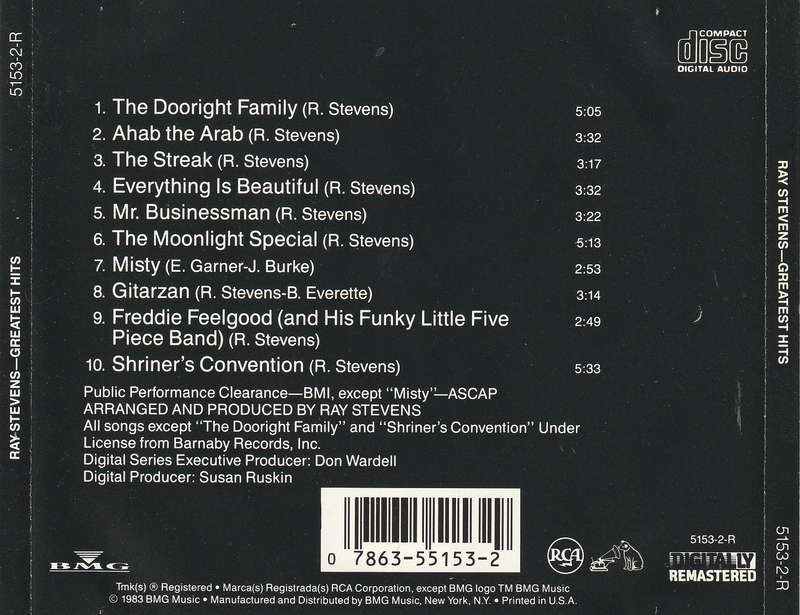 5153-2-R
RAY STEVENS—GREATEST HITS
COMPACT
disc
DIGITAL AUDIO
1. The Dooright Family (R. Stevens) 5:05
2. Ahab the Arab (R. Stevens) 3:32
3. The Streak (R. Stevens) 3:17
4. Everything Is Beautiful (R. Stevens) 3:32
5. Mr. Businessman (R. Stevens) 3:22
6. The Moonlight Special (R. Stevens) 5:13
7. Misty (E. Garner-J. Burke) 2:53
8. Gitarzan (R. Stevens-B. Everette) 3:14
9. Freddie Feelgood (and His Funky Little Five 2:49
Piece Band) (R. Stevens)
10. Shriner's Convention (R. Stevens) 5:33
Public Performance Clearance—BMI, except "Misty"—ASCAP
ARRANGED AND PRODUCED BY RAY STEVENS
All songs except "The Dooright Family" and "Shriner's Convention" Under
License from Barnaby Records, Inc.
Digital Series Executive Producer: Don Wardell
Digital Producer: Susan Ruskin
0 7863-55153-2
BMG
RCA
5153-2-R
DIGITALLY
REMASTERED
Tmk(s) ® Registered • Marca(s) Registrada(s) RCA Corporation, except BMG logo TM BMG Music
© 1983 BMG Music • Manufactured and Distributed by BMG Music, New York, N.Y. • Printed in U.S.A.
RAY STEVENS—GREATEST HITS
5153-2-R